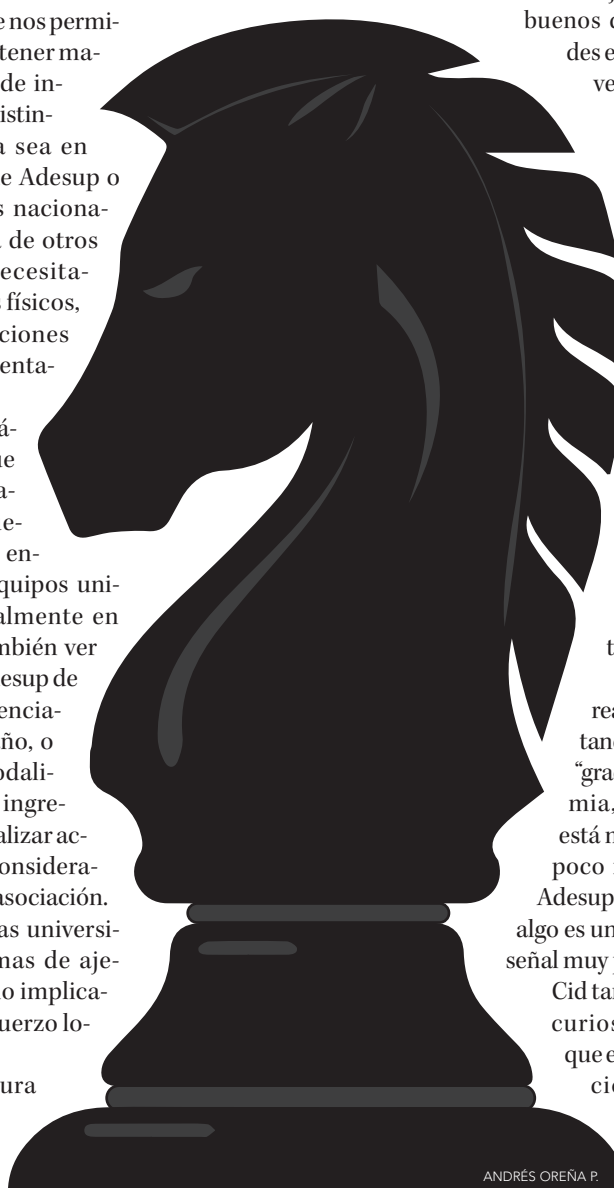 e nos permi-
tener ma-
de in-
istin-
a sea en
e Adesup o
s naciona-
de otros
ecesita-
s físicos,
ciones
enta-
á-
ue
a-
e-
en-
quipos uni-
almente en
mbién ver
esup de
encia-
ño, o
odali-
ingre-
alizar ac-
onsidera-
asociación.
as universi-
mas de aje-
o implica-
uerzo lo-
ura
buenos
des e
ve
t
rea
tand
“gra
mia,
está
poco
Adesup
algo es un
señal muy
Cid tan
curios
que e
ci
ANDRÉS OREÑA P.